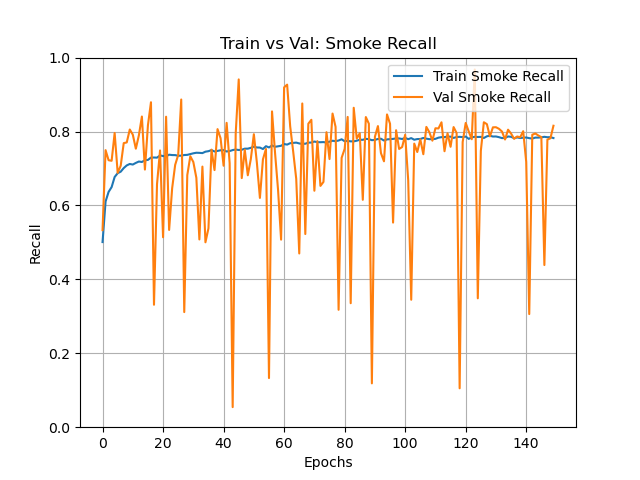 Train vs Val: Smoke Recall
Train Smoke Recall
Val Smoke Recall
Recall
1.0
0.8
0.6
0.4
0.2
0.0
0 20 40 60 80 100 120 140
Epochs